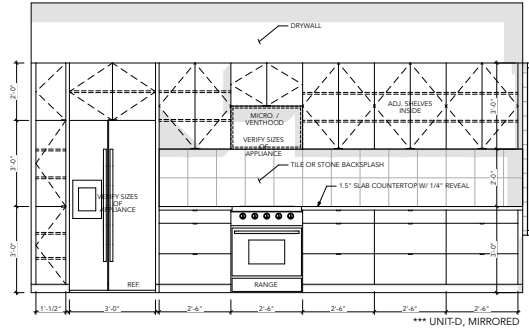 DRYWALL
2'-0"
MICRO. /
VENTHOOD
ADJ. SHELVES
INSIDE
3'-0"
VERIFY SIZES
OF
APPLIANCE
3'-0"
TILE OR STONE BACKSPLASH
2'-0"
1.5" SLAB COUNTERTOP W/ 1/4" REVEAL
VERIFY SIZES
OF
APPLIANCE
3'-0"
3'-0"
REF.
RANGE
1'-1/2" 3'-0" 2'-6" 2'-6" 2'-6" 2'-6" 2'-6"
*** UNIT-D, MIRRORED